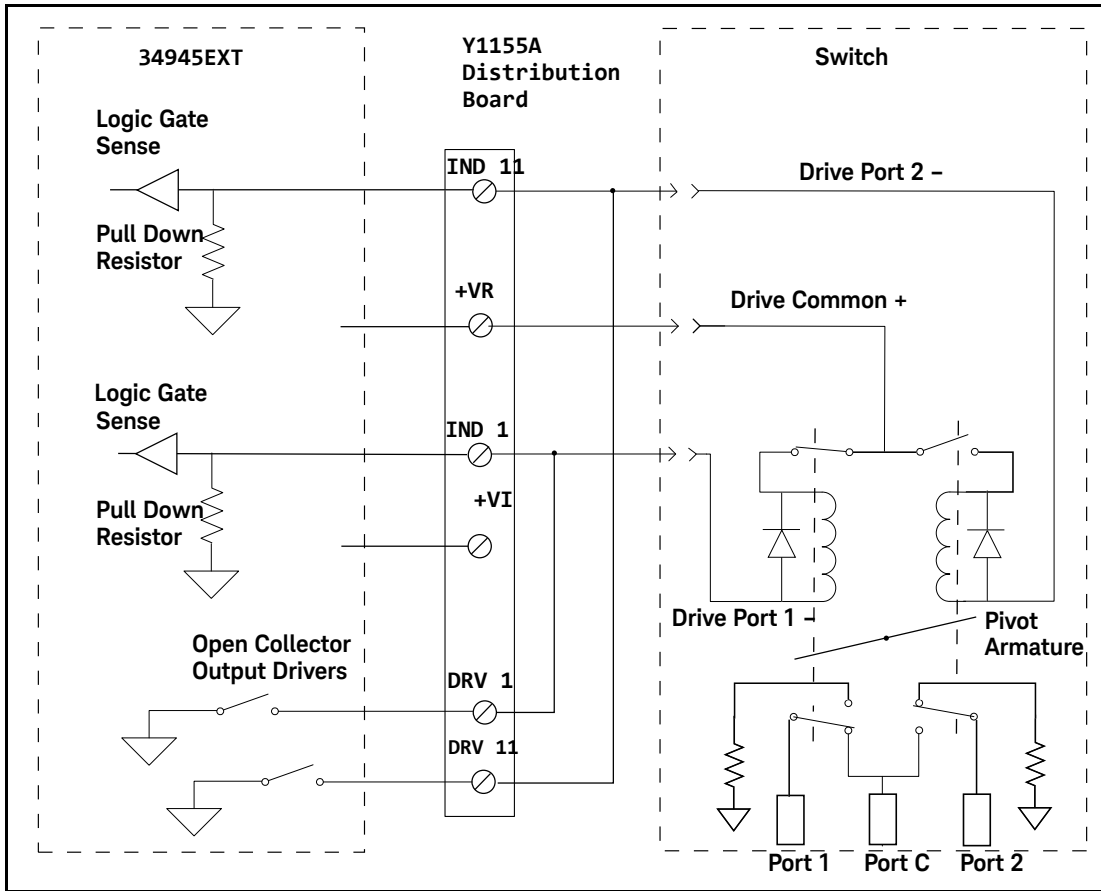 34945EXT
Y1155A
Distribution
Board
Switch
Logic Gate
Sense
IND 11
Drive Port 2 –
Pull Down
Resistor
+VR
Drive Common +
Logic Gate
Sense
IND 1
+VI
Pull Down
Resistor
Drive Port 1 –
Pivot
Armature
Open Collector
Output Drivers
DRV 1
DRV 11
Port 1
Port C
Port 2